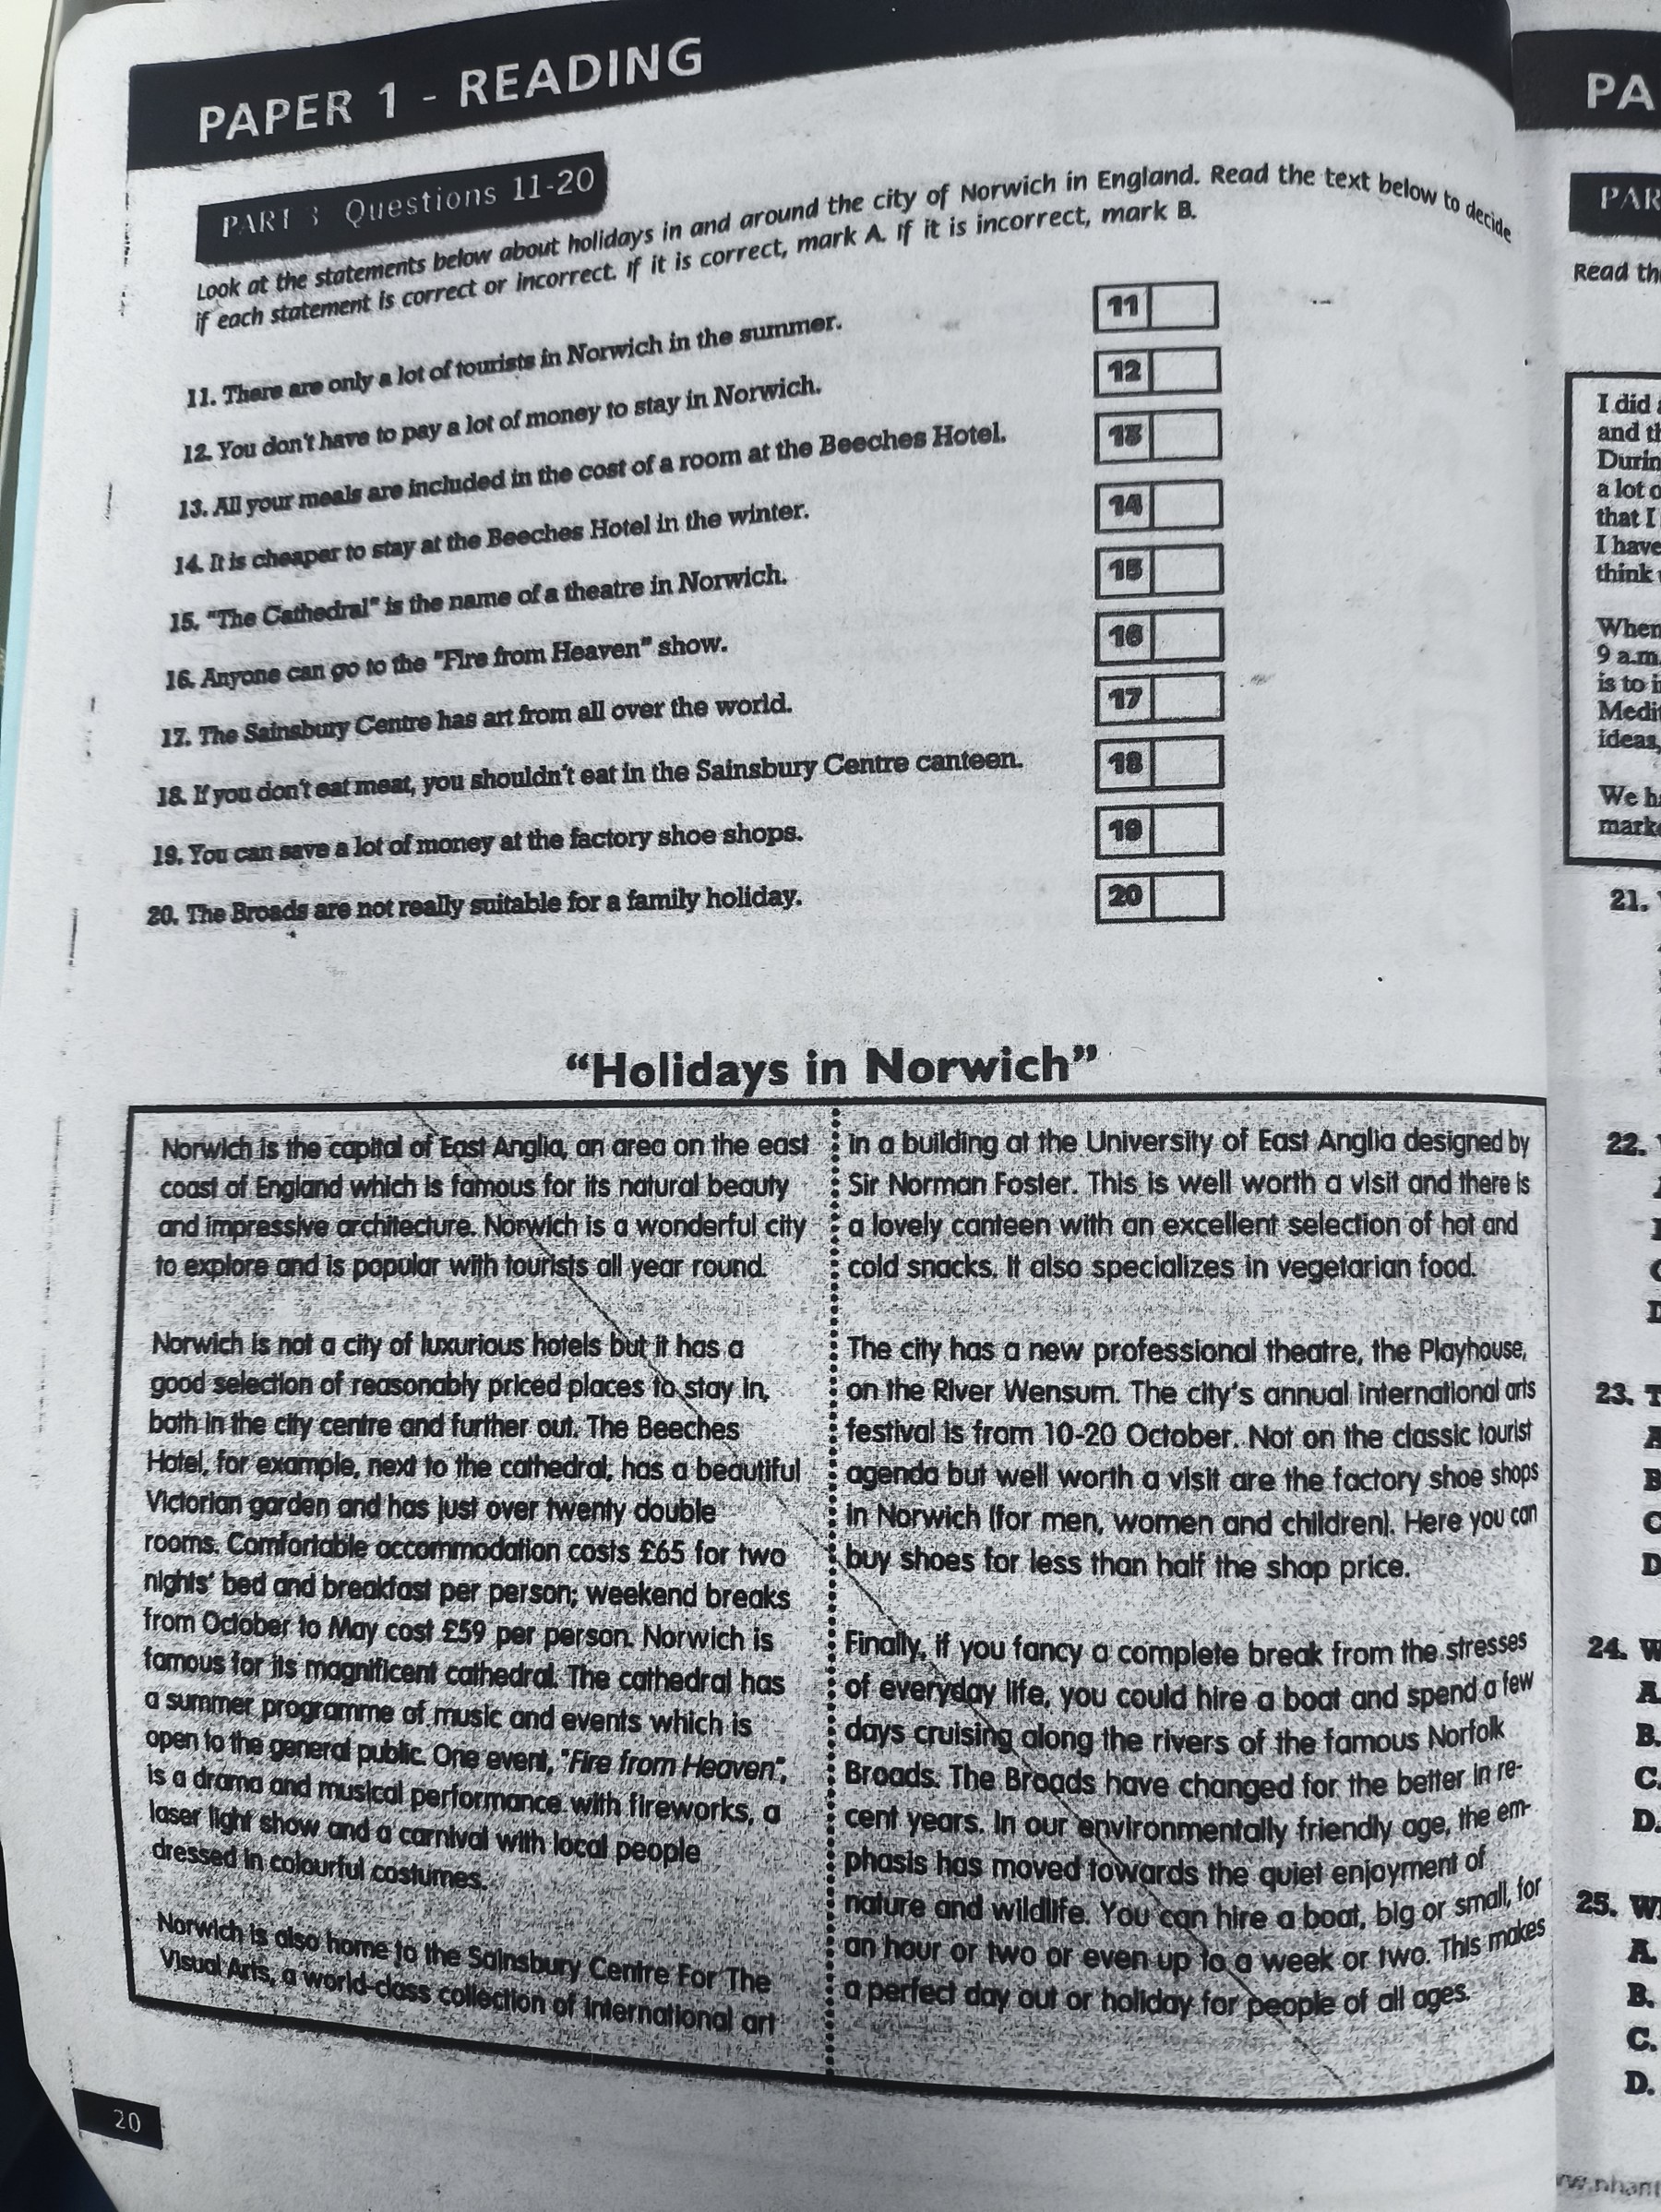 PAPER 1 - READING
PART 3 Questions 11-20
Look at the statements below about holidays in and around the city of Norwich in England. Read the text below to decide
if each statement is correct or incorrect. If it is correct, mark A. If it is incorrect, mark B.
11. There are only a lot of tourists in Norwich in the summer.
11
12. You don't have to pay a lot of money to stay in Norwich.
12
13. All your meals are included in the cost of a room at the Beeches Hotel.
13
14. It is cheaper to stay at the Beeches Hotel in the winter.
14
15. "The Cathedral" is the name of a theatre in Norwich.
15
16. Anyone can go to the "Fire from Heaven" show.
16
17. The Sainsbury Centre has art from all over the world.
17
18. If you don't eat meat, you shouldn't eat in the Sainsbury Centre canteen.
18
19. You can save a lot of money at the factory shoe shops.
19
20. The Broads are not really suitable for a family holiday.
20
"Holidays in Norwich"
Norwich is the capital of East Anglia, an area on the east
coast of England which is famous for its natural beauty
and impressive architecture. Norwich is a wonderful city
to explore and is popular with tourists all year round.
Norwich is not a city of luxurious hotels but it has a
good selection of reasonably priced places to stay in,
both in the city centre and further out. The Beeches
Hotel, for example, next to the cathedral, has a beautiful
Victorian garden and has just over twenty double
rooms. Comfortable accommodation costs £65 for two
nights' bed and breakfast per person; weekend breaks
from October to May cost £59 per person. Norwich is
famous for its magnificent cathedral. The cathedral has
a summer programme of music and events which is
open to the general public. One event, "Fire from Heaven",
is a drama and musical performance with fireworks, a
laser light show and a carnival with local people
dressed in colourful costumes.
Norwich is also home to the Sainsbury Centre For The
Visual Arts, a world-class collection of international art
in a building at the University of East Anglia designed by
Sir Norman Foster. This is well worth a visit and there is
a lovely canteen with an excellent selection of hot and
cold snacks. It also specializes in vegetarian food.
The city has a new professional theatre, the Playhouse,
on the River Wensum. The city's annual international arts
festival is from 10-20 October. Not on the classic tourist
agenda but well worth a visit are the factory shoe shops
in Norwich (for men, women and children). Here you can
buy shoes for less than half the shop price.
Finally, if you fancy a complete break from the stresses
of everyday life, you could hire a boat and spend a few
days cruising along the rivers of the famous Norfolk
Broads. The Broads have changed for the better in re-
cent years. In our environmentally friendly age, the em-
phasis has moved towards the quiet enjoyment of
nature and wildlife. You can hire a boat, big or small, for
an hour or two or even up to a week or two. This makes
a perfect day out or holiday for people of all ages.
20
PA
PAR
Read th
I did
and th
Durin
a lot o
that I
I have
think
When
9 a.m.
is to i
Medit
ideas,
We h
mark
21.
22.
23. T
A
B
C
D
24. W
A.
B.
C.
D.
25. W
A.
B.
C.
D.